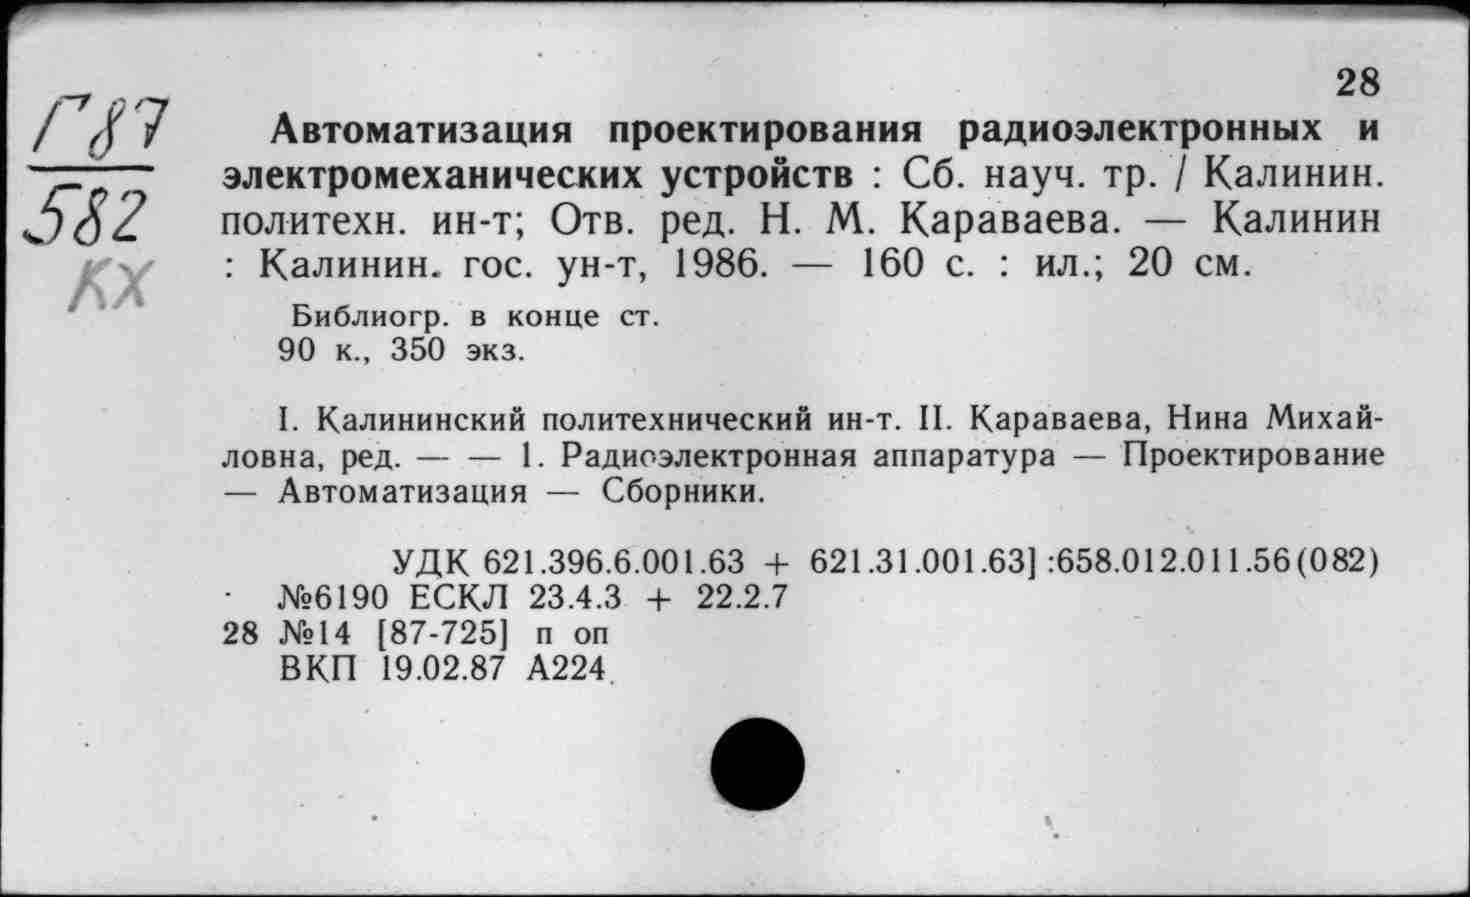 28
Г87
582
КХ
Автоматизация проектирования радиоэлектронных и
электромеханических устройств : Сб. науч. тр. / Калинин.
политехн. ин-т; Отв. ред. Н. М. Караваева. — Калинин
: Калинин. гос. ун-т, 1986. — 160 с. : ил.; 20 см.
Библиогр. в конце ст.
90 к., 350 экз.
I. Калининский политехнический ин-т. II. Караваева, Нина Михай-
ловна, ред. — — 1. Радиоэлектронная аппаратура — Проектирование
— Автоматизация — Сборники.
УДК 621.396.6.001.63 + 621.31.001.63] :658.012.011.56(082)
№6190 ЕСКЛ 23.4.3 + 22.2.7
28 №14 [87-725] п оп
ВКП 19.02.87 А224